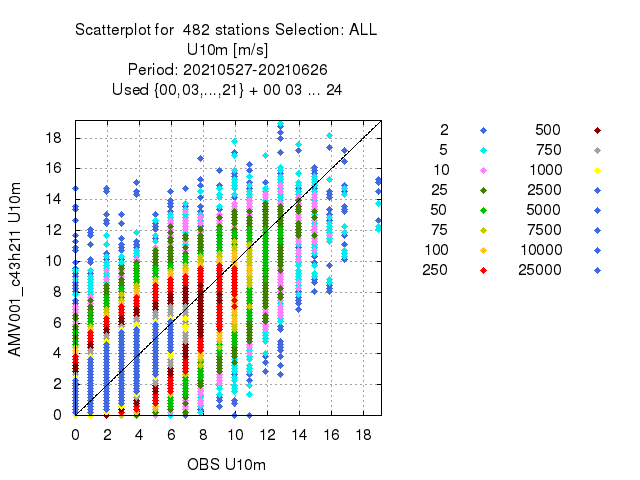 Scatterplot for  482 stations Selection: ALL
U10m [m/s]
Period: 20210527-20210626
Used {00,03,...,21} + 00 03 ... 24
AMV001_c43h211 U10m
18
16
14
12
10
8
6
4
2
0
0 2 4 6 8 10 12 14 16 18
OBS U10m
2 500
5 750
10 1000
25 2500
50 5000
75 7500
100 10000
250 25000